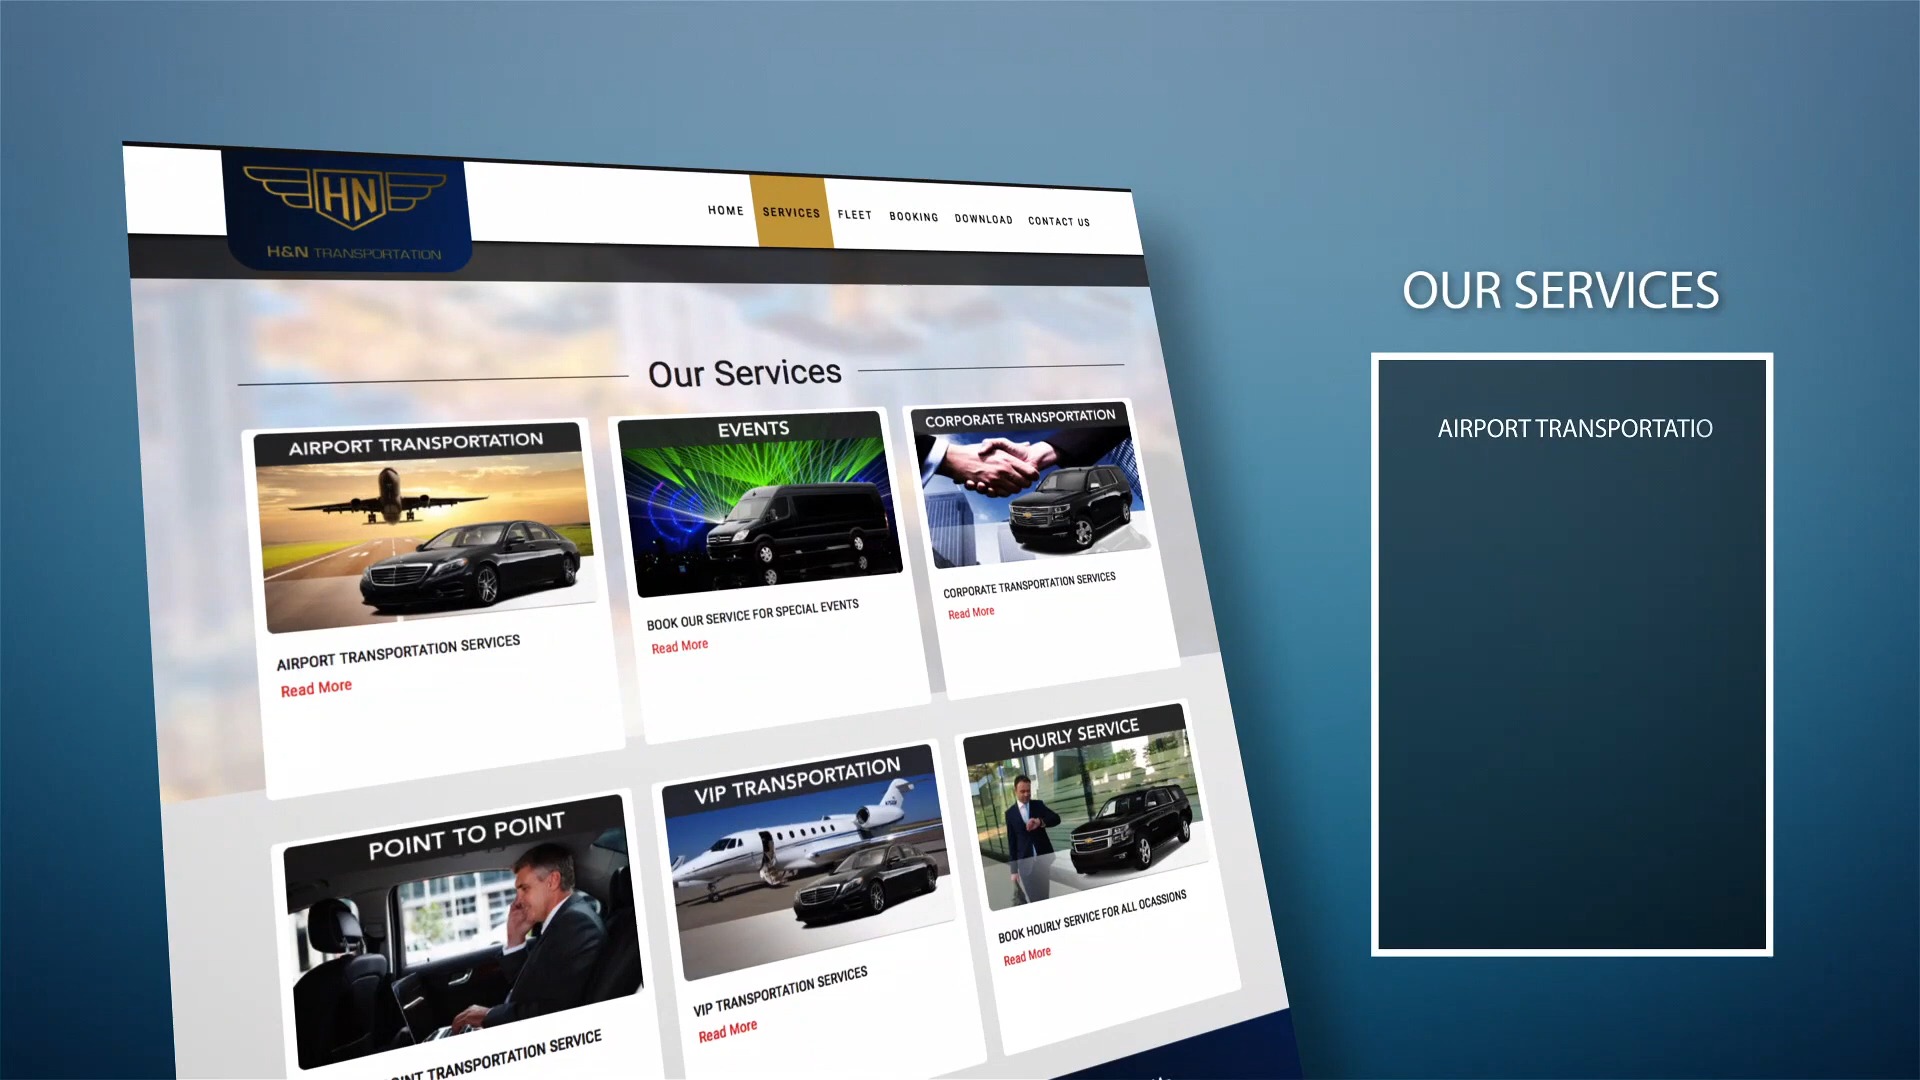 HN
H&N TRANSPORTATION
HOME SERVICES FLEET BOOKING DOWNLOAD CONTACT US
Our Services
AIRPORT TRANSPORTATION
AIRPORT TRANSPORTATION SERVICES
Read More
EVENTS
BOOK OUR SERVICE FOR SPECIAL EVENTS
Read More
CORPORATE TRANSPORTATION
CORPORATE TRANSPORTATION SERVICES
Read More
POINT TO POINT
TRANSPORTATION SERVICE
VIP TRANSPORTATION
VIP TRANSPORTATION SERVICES
Read More
HOURLY SERVICE
BOOK HOURLY SERVICE FOR ALL OCASSIONS
Read More
OUR SERVICES
AIRPORT TRANSPORTATIO